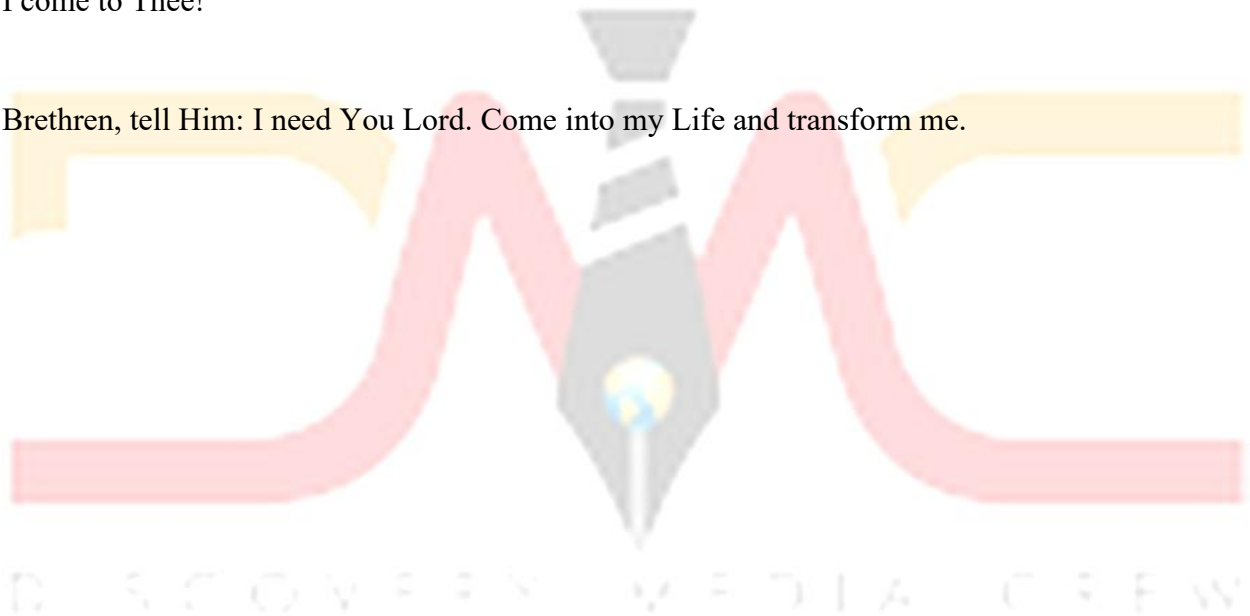 I come to Thee!
Brethren, tell Him: I need You Lord. Come into my Life and transform me.
DISCOVERY MEDIA CREW